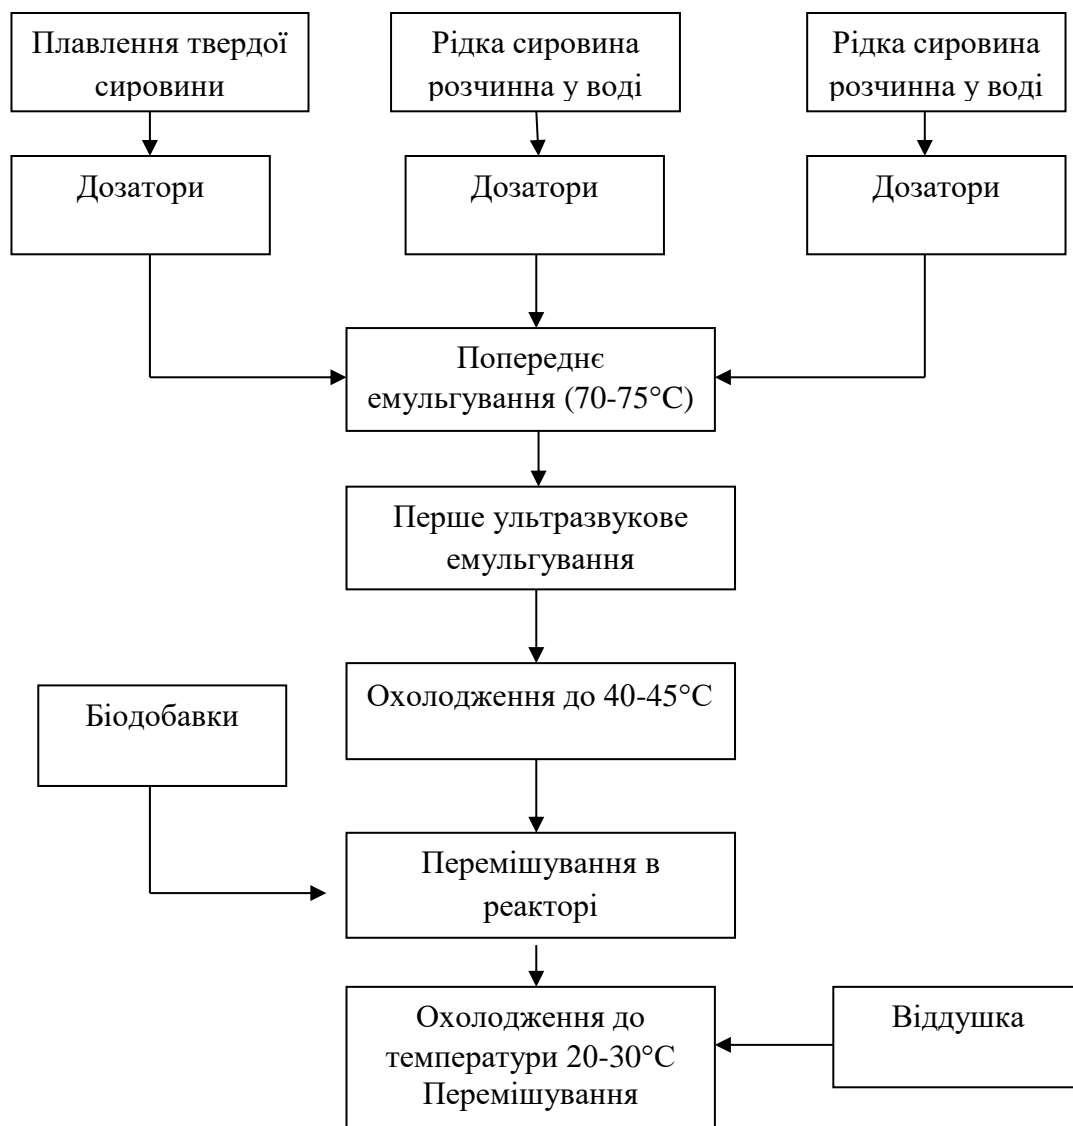 Плавлення твердої
сировини
Рідка сировина
розчинна у воді
Рідка сировина
розчинна у воді
Дозатори
Дозатори
Дозатори
Попереднє
емульгування (70-75°С)
Перше ультразвукове
емульгування
Охолодження до 40-45°С
Біодобавки
Перемішування в
реакторі
Охолодження до
температури 20-30°С
Перемішування
Віддушка